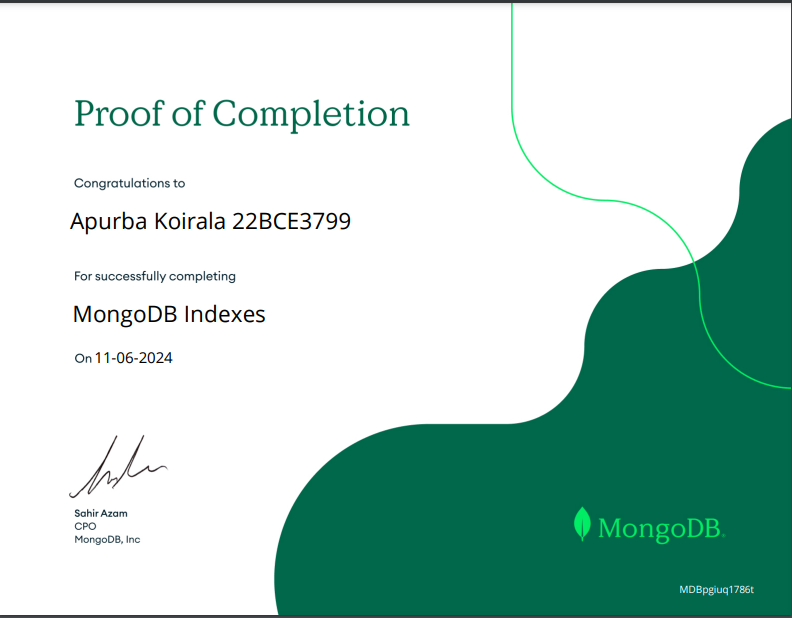 Proof of Completion
Congratulations to
Apurba Koirala 22BCE3799
For successfully completing
MongoDB Indexes
On 11-06-2024
Sahir Azam
CPO
MongoDB, Inc
MongoDB.
MDBpgiuq1786t